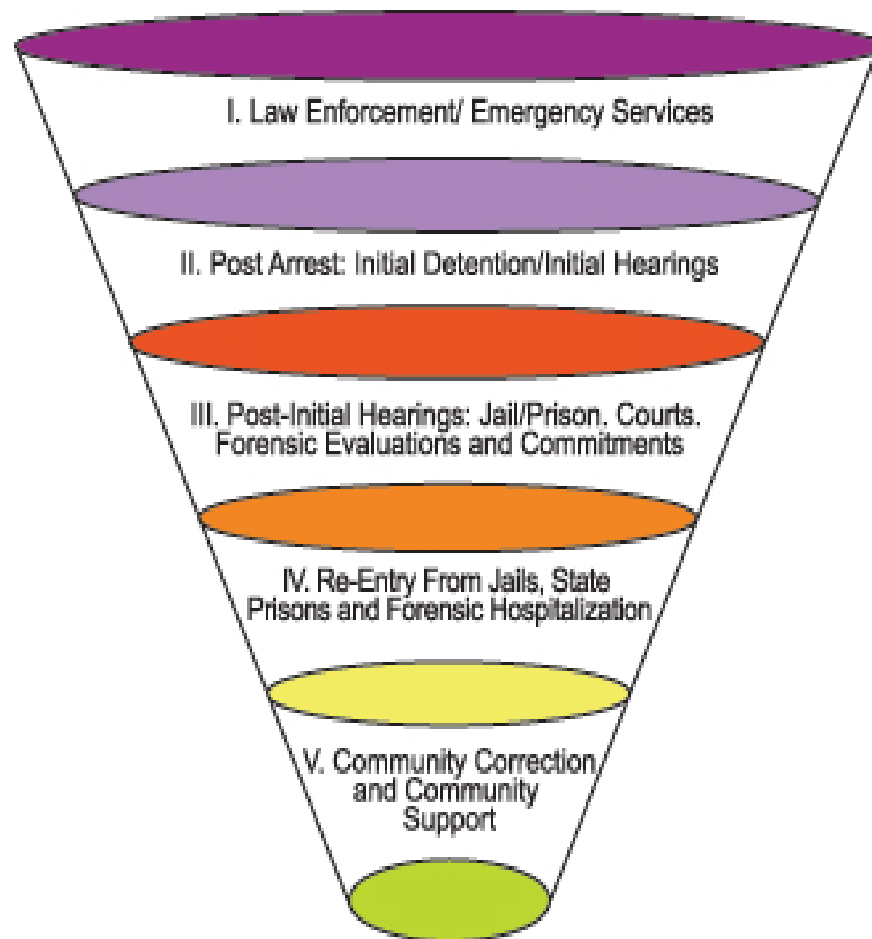 I. Law Enforcement/ Emergency Services
II. Post Arrest: Initial Detention/Initial Hearings
III. Post-Initial Hearings: Jail/Prison, Courts,
Forensic Evaluations and Commitments
IV. Re-Entry From Jails, State
Prisons and Forensic Hospitalization
V. Community Correction
and Community
Support